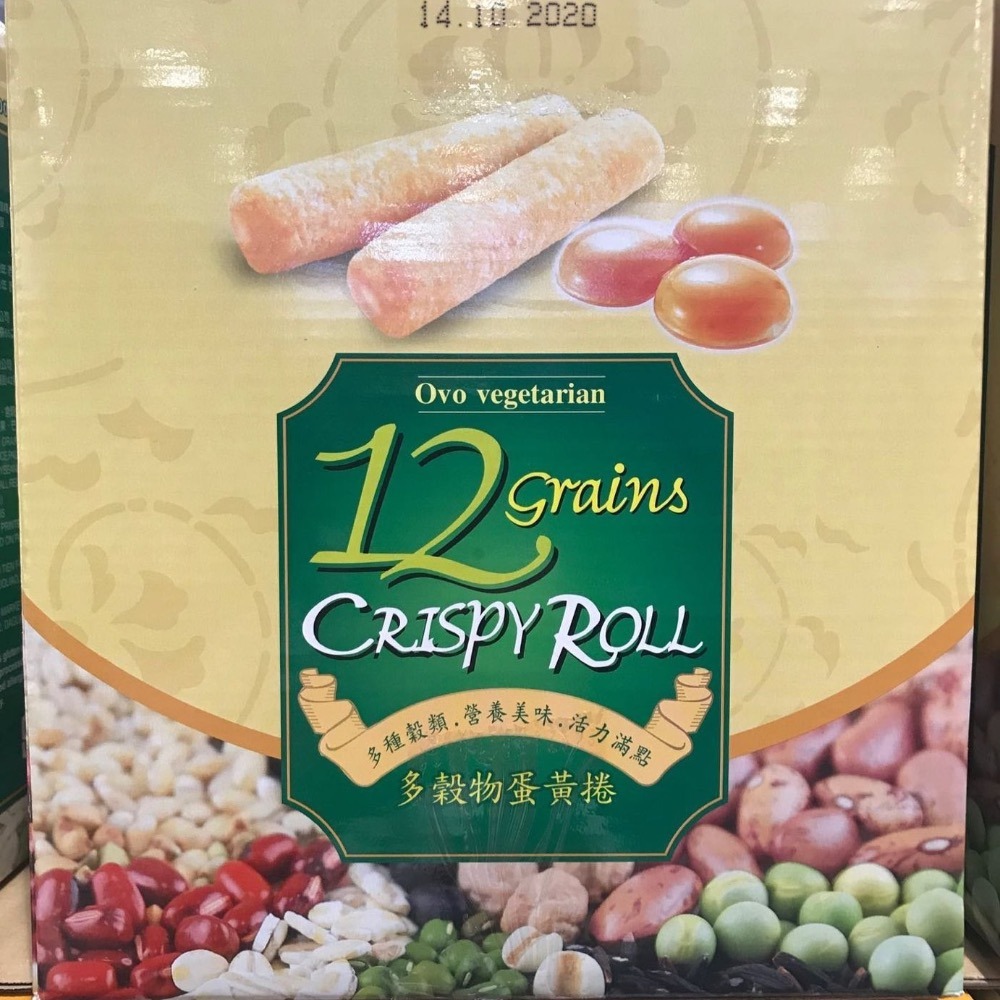 14.10 2020
Ovo vegetarian
12 Grains
CRISPY ROLL
多種穀類.營養美味.活力滿點
多穀物蛋黃捲